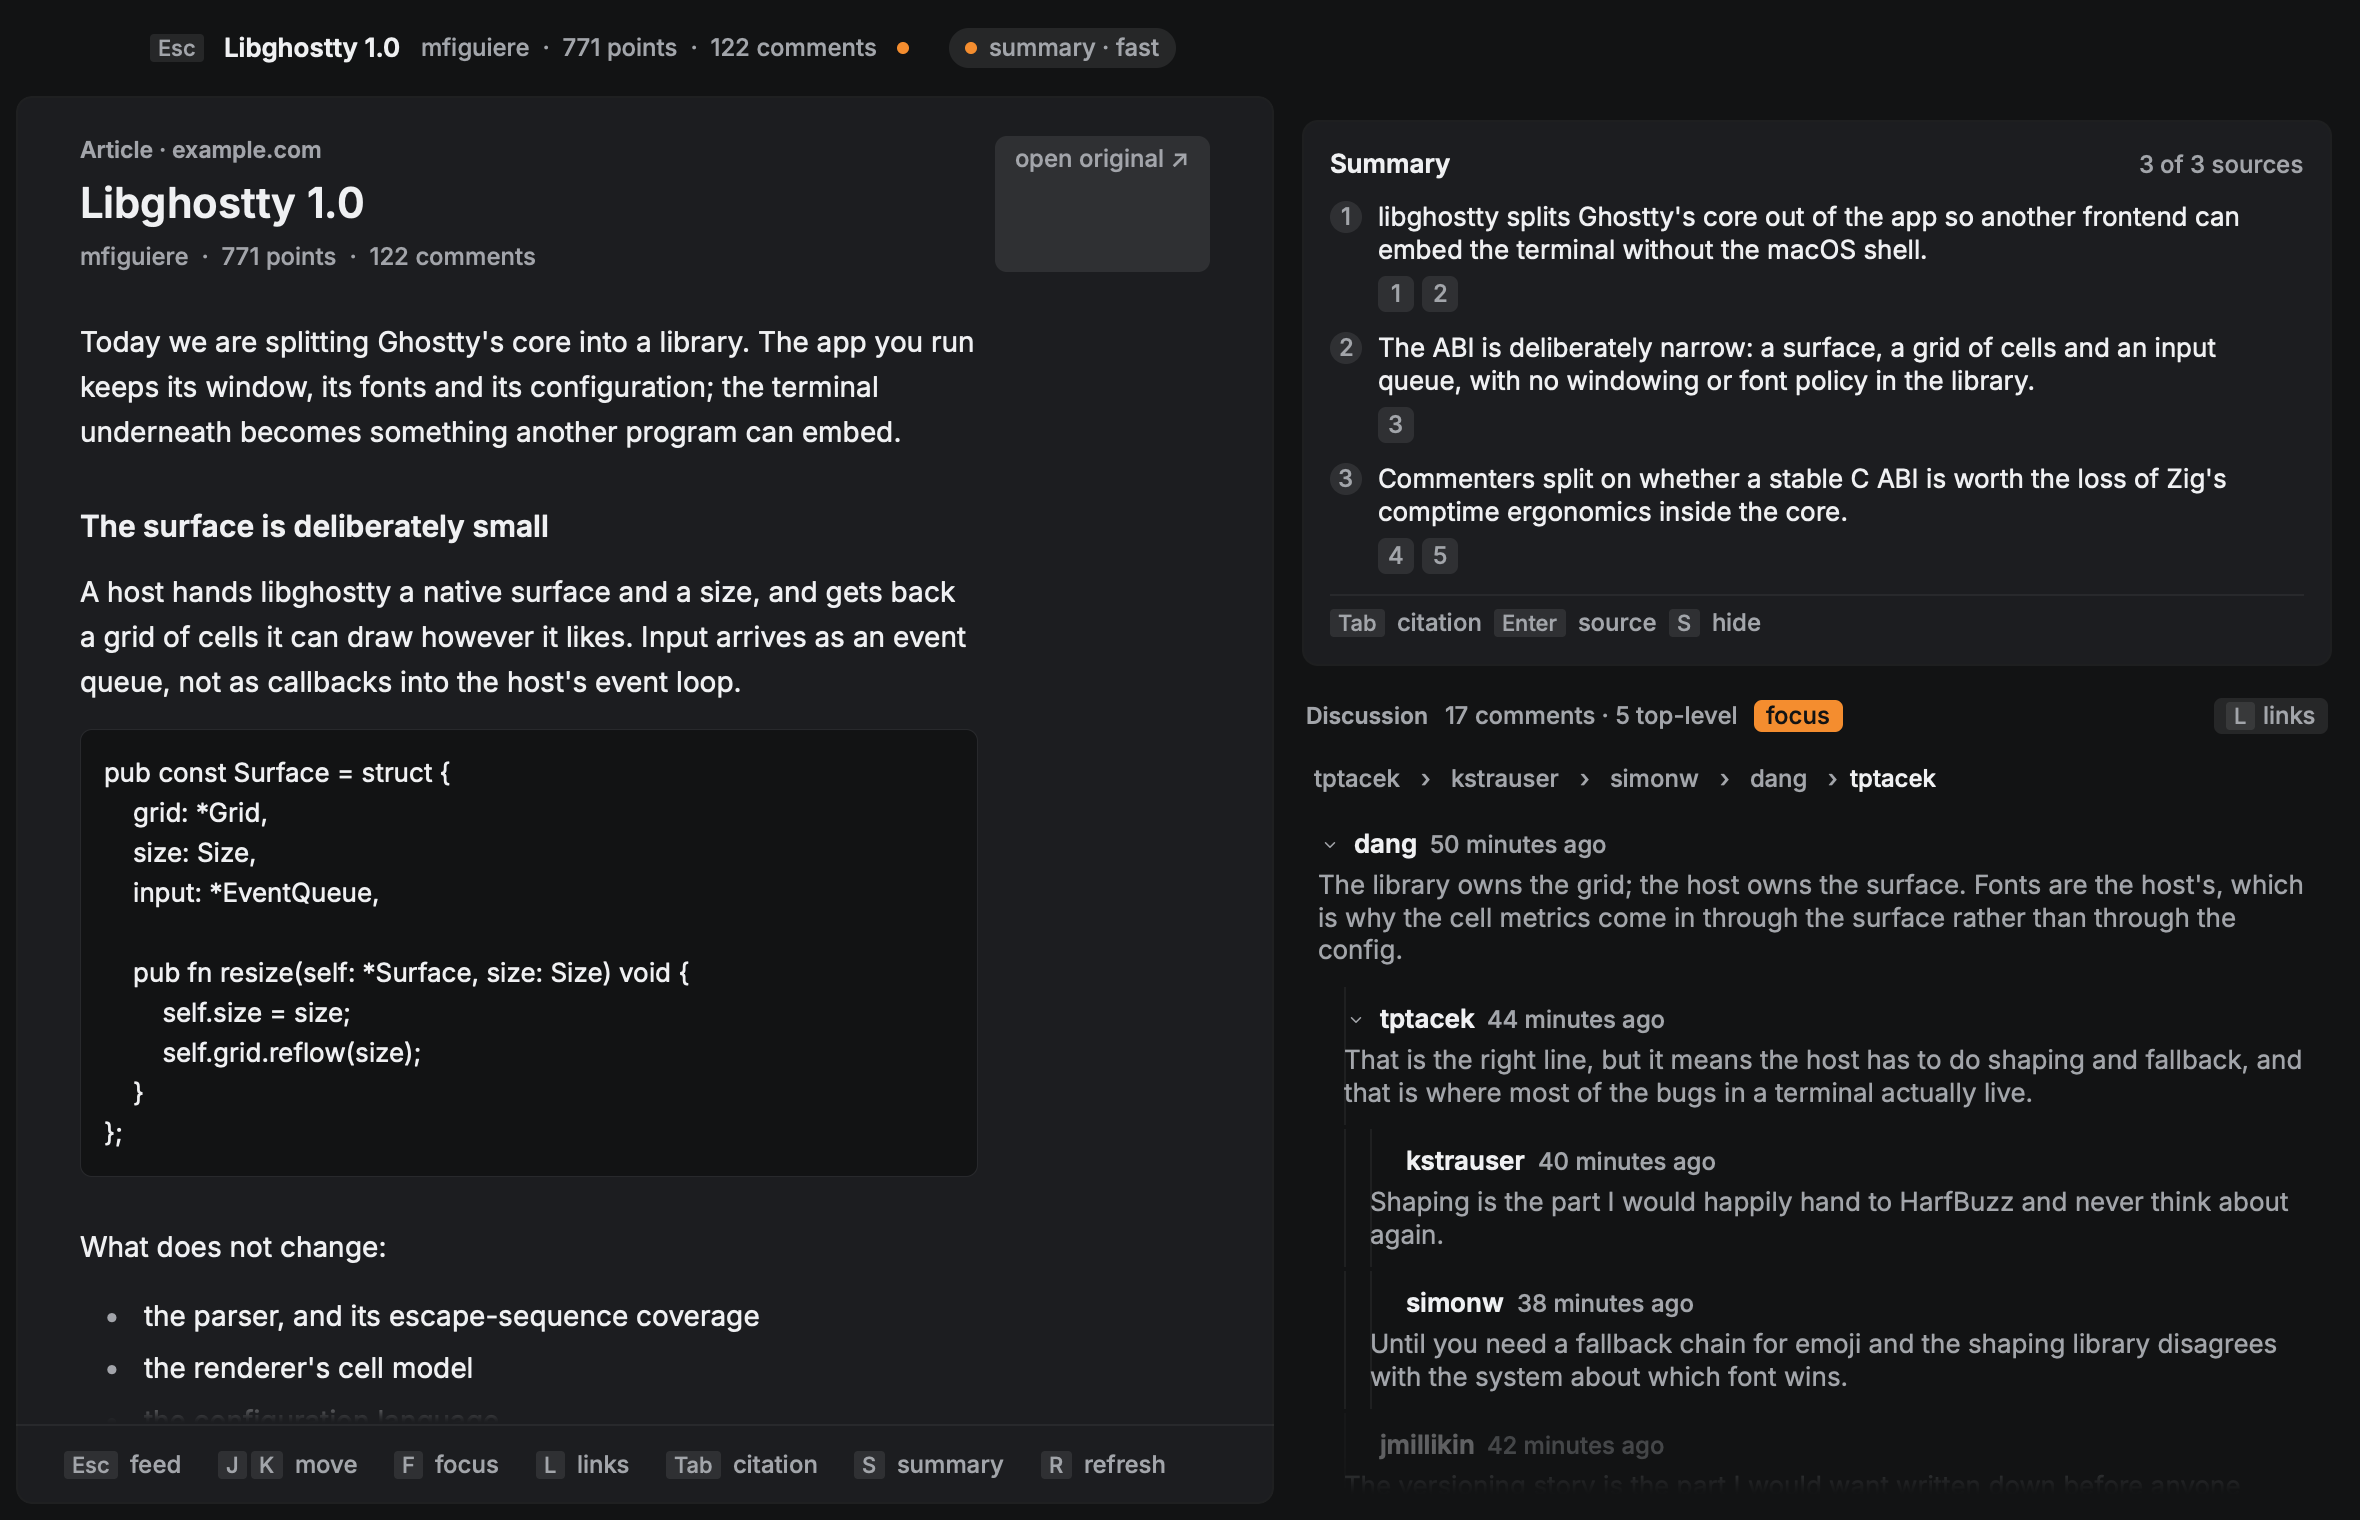 Esc Libghostty 1.0 mfiguiere · 771 points · 122 comments summary · fast
Article · example.com
open original ↗
Libghostty 1.0
mfiguiere · 771 points · 122 comments
Today we are splitting Ghostty's core into a library. The app you run
keeps its window, its fonts and its configuration; the terminal
underneath becomes something another program can embed.
The surface is deliberately small
A host hands libghostty a native surface and a size, and gets back
a grid of cells it can draw however it likes. Input arrives as an event
queue, not as callbacks into the host's event loop.
pub const Surface = struct {
    grid: *Grid,
    size: Size,
    input: *EventQueue,
    pub fn resize(self: *Surface, size: Size) void {
        self.size = size;
        self.grid.reflow(size);
    }
};
What does not change:
• the parser, and its escape-sequence coverage
• the renderer's cell model
• the configuration language
Esc feed J K move F focus L links Tab citation S summary R refresh
Summary 3 of 3 sources
1 libghostty splits Ghostty's core out of the app so another frontend can
embed the terminal without the macOS shell.
1 2
2 The ABI is deliberately narrow: a surface, a grid of cells and an input
queue, with no windowing or font policy in the library.
3
3 Commenters split on whether a stable C ABI is worth the loss of Zig's
comptime ergonomics inside the core.
4 5
Tab citation Enter source S hide
Discussion 17 comments · 5 top-level focus L links
tptacek › kstrauser › simonw › dang › tptacek
dang 50 minutes ago
The library owns the grid; the host owns the surface. Fonts are the host's, which
is why the cell metrics come in through the surface rather than through the
config.
tptacek 44 minutes ago
That is the right line, but it means the host has to do shaping and fallback, and
that is where most of the bugs in a terminal actually live.
kstrauser 40 minutes ago
Shaping is the part I would happily hand to HarfBuzz and never think about
again.
simonw 38 minutes ago
Until you need a fallback chain for emoji and the shaping library disagrees
with the system about which font wins.
jmillikin 42 minutes ago
The versioning story is the part I would want written down before anyone